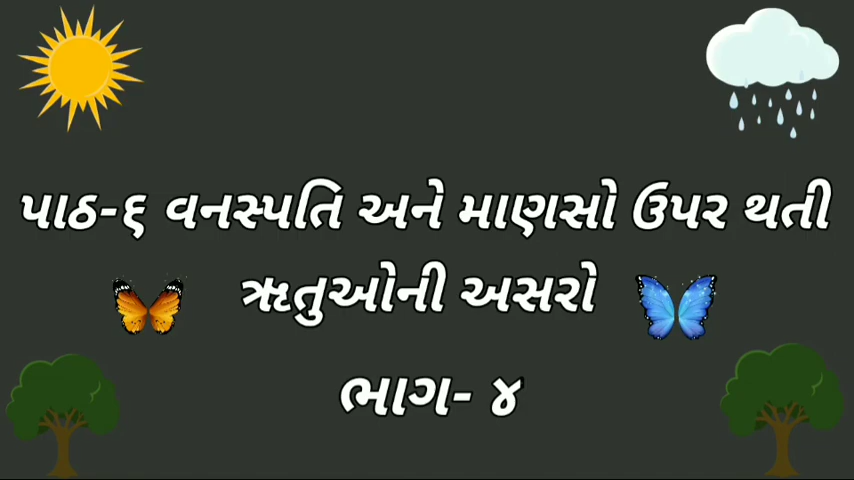 પાઠ-૬ વનસ્પતિ અને માણસો ઉપર થતી
ઋતુઓની અસરો
ભાગ- ૪